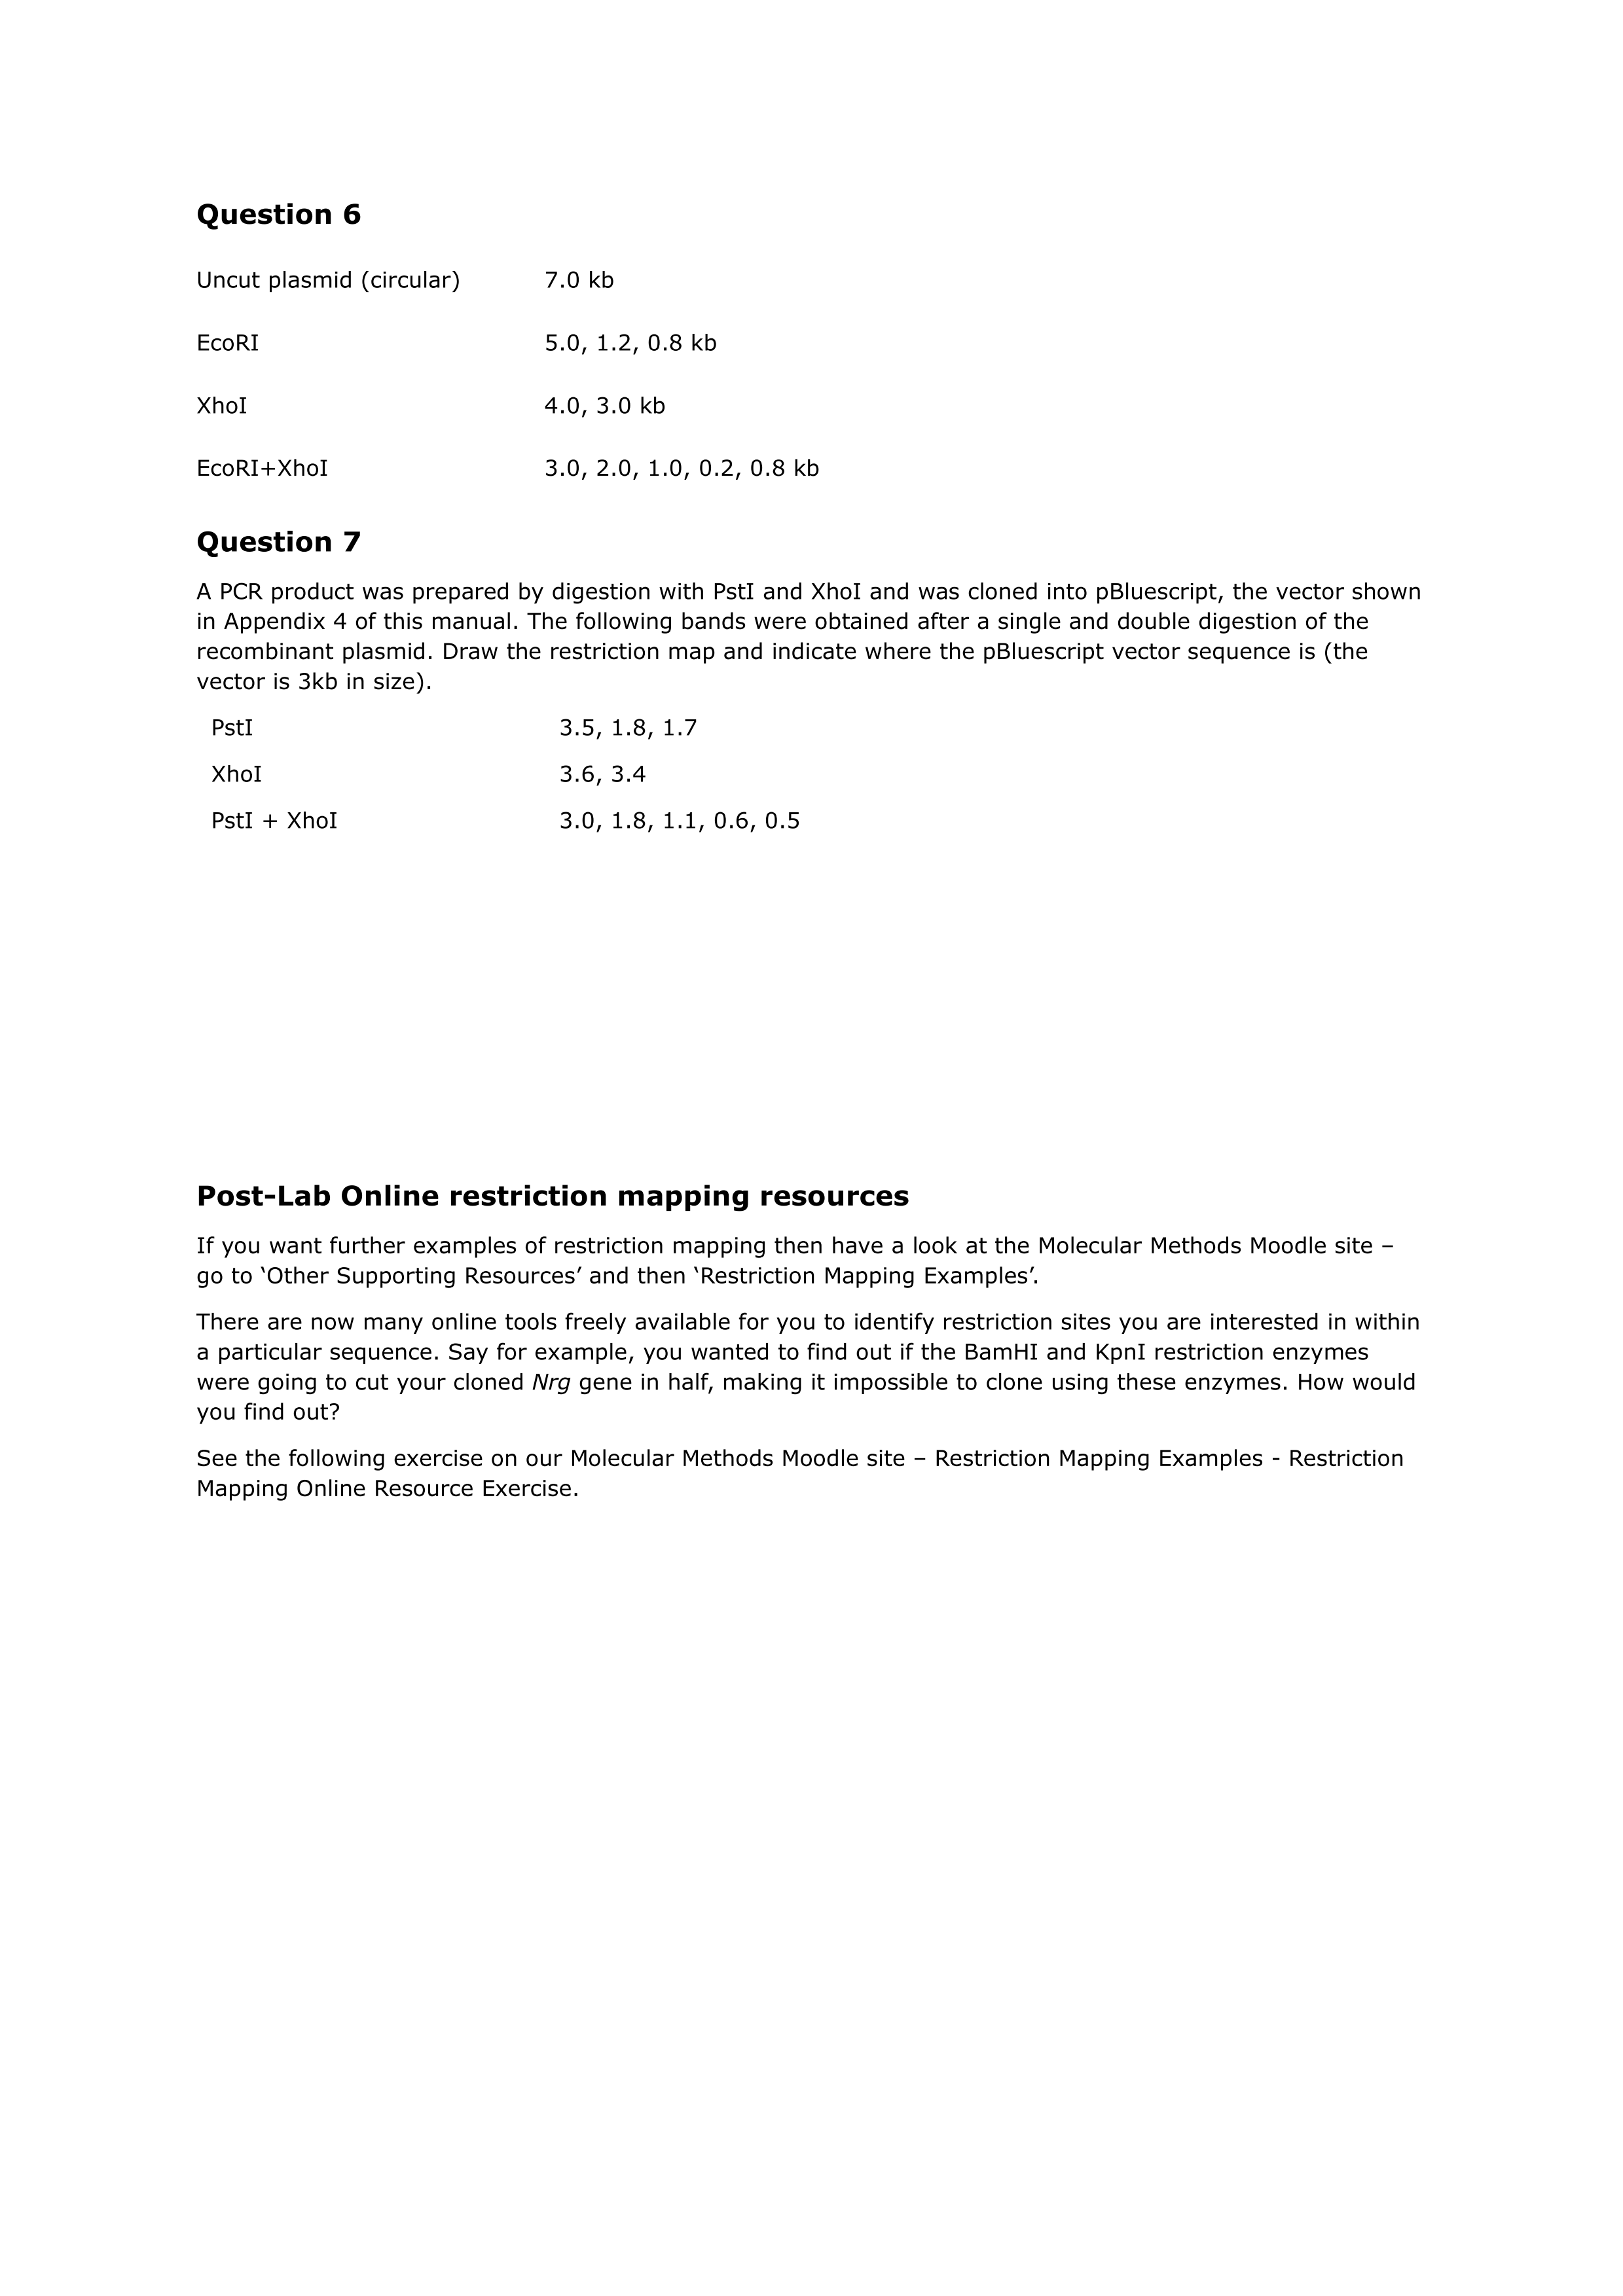 Question 6
Uncut plasmid (circular) 7.0 kb
EcoRI 5.0, 1.2, 0.8 kb
XhoI 4.0, 3.0 kb
EcoRI+XhoI 3.0, 2.0, 1.0, 0.2, 0.8 kb
Question 7
A PCR product was prepared by digestion with PstI and XhoI and was cloned into pBluescript, the vector shown
in Appendix 4 of this manual. The following bands were obtained after a single and double digestion of the
recombinant plasmid. Draw the restriction map and indicate where the pBluescript vector sequence is (the
vector is 3kb in size).
PstI 3.5, 1.8, 1.7
XhoI 3.6, 3.4
PstI + XhoI 3.0, 1.8, 1.1, 0.6, 0.5
Post-Lab Online restriction mapping resources
If you want further examples of restriction mapping then have a look at the Molecular Methods Moodle site –
go to ‘Other Supporting Resources’ and then ‘Restriction Mapping Examples’.
There are now many online tools freely available for you to identify restriction sites you are interested in within
a particular sequence. Say for example, you wanted to find out if the BamHI and KpnI restriction enzymes
were going to cut your cloned Nrg gene in half, making it impossible to clone using these enzymes. How would
you find out?
See the following exercise on our Molecular Methods Moodle site – Restriction Mapping Examples - Restriction
Mapping Online Resource Exercise.